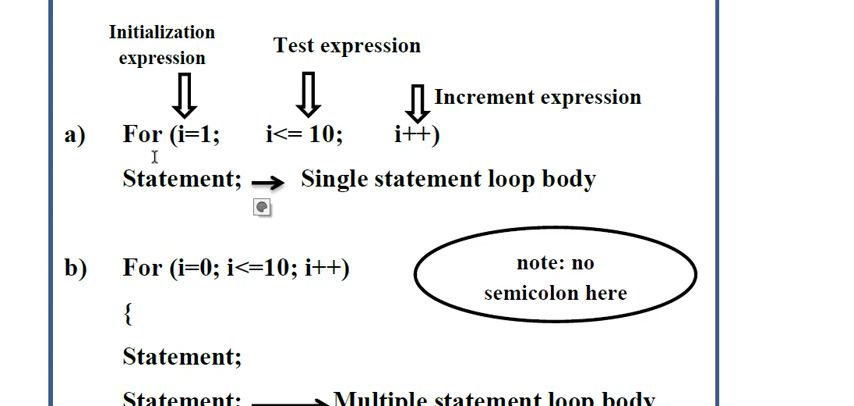 Initialization
expression
Test expression
Increment expression
a) For (i=1; i<= 10; i++)
Statement; Single statement loop body
b) For (i=0; i<=10; i++)
note: no
semicolon here
{
Statement;
Statement; Multiple statement loop body